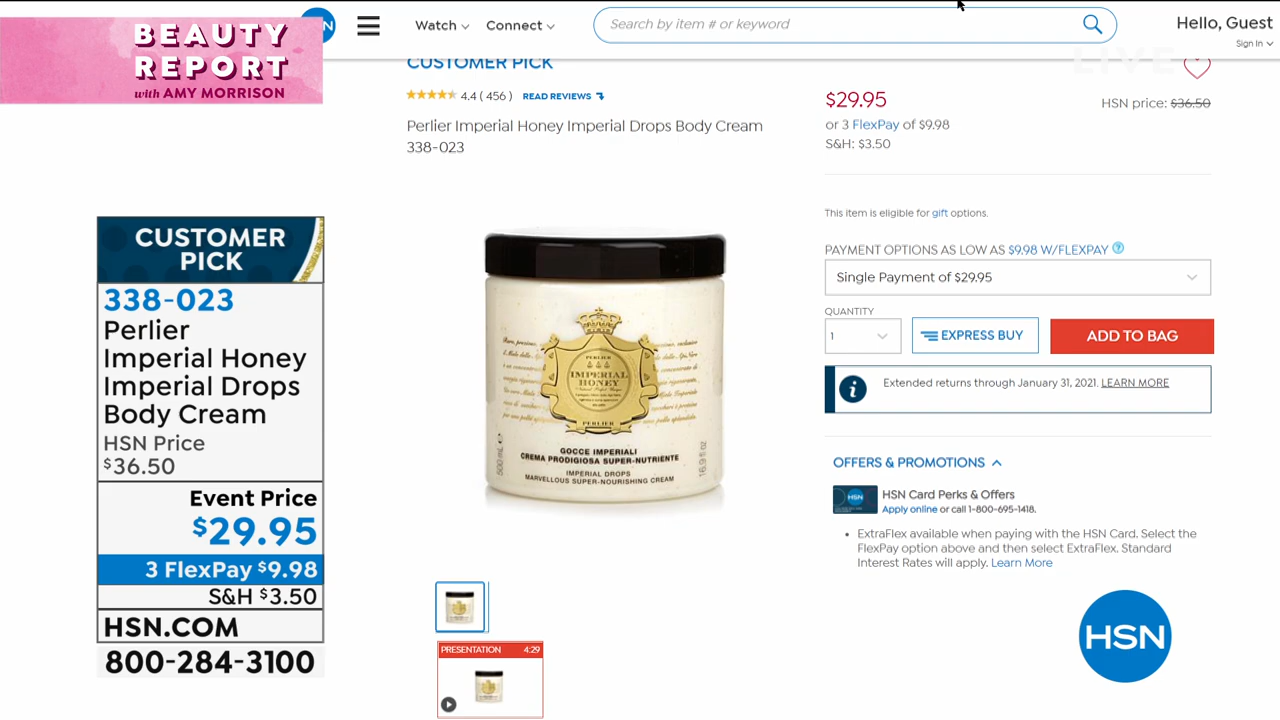 BEAUTY
REPORT
with AMY MORRISON
Watch
Connect
Search by item # or keyword
Hello, Guest
Sign In
LIVE
CUSTOMER PICK
4.4 ( 456 ) READ REVIEWS
Perlier Imperial Honey Imperial Drops Body Cream
338-023
$29.95
HSN price: $36.50
or 3 FlexPay of $9.98
S&H: $3.50
This item is eligible for gift options.
PAYMENT OPTIONS AS LOW AS $9.98 W/FLEXPAY ?
Single Payment of $29.95
QUANTITY
1
EXPRESS BUY
ADD TO BAG
i
Extended returns through January 31, 2021. LEARN MORE
OFFERS & PROMOTIONS
HSN
HSN Card Perks & Offers
Apply online or call 1-800-695-1418.
• ExtraFlex available when paying with the HSN Card. Select the
FlexPay option above and then select ExtraFlex. Standard
Interest Rates will apply. Learn More
HSN
CUSTOMER
PICK
338-023
Perlier
Imperial Honey
Imperial Drops
Body Cream
HSN Price
$36.50
Event Price
$29.95
3 FlexPay $9.98
S&H $3.50
HSN.COM
800-284-3100
PERLIER
IMPERIAL
HONEY
PERLIER
GOCCE IMPERIALI
CREMA PRODIGIOSA SUPER-NUTRIENTE
IMPERIAL DROPS
MARVELLOUS SUPER-NOURISHING CREAM
500 mL e
16.9 fl oz
PRESENTATION 4:29